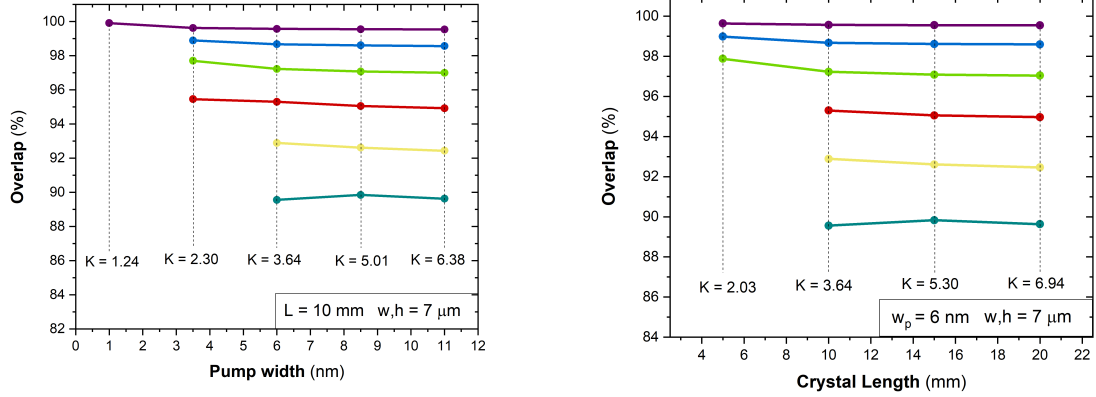 100
98
96
94
92
90
88
86
84
82
Overlap (%)
K = 1.24
K = 2.30
K = 3.64
K = 5.01
K = 6.38
L = 10 mm w,h = 7 μm
0 1 2 3 4 5 6 7 8 9 10 11 12
Pump width (nm)
100
98
96
94
92
90
88
86
84
Overlap (%)
K = 2.03
K = 3.64
K = 5.30
K = 6.94
wp = 6 nm w,h = 7 μm
4 6 8 10 12 14 16 18 20 22
Crystal Length (mm)